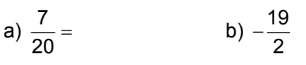 a) 7/20 = b) -19/2